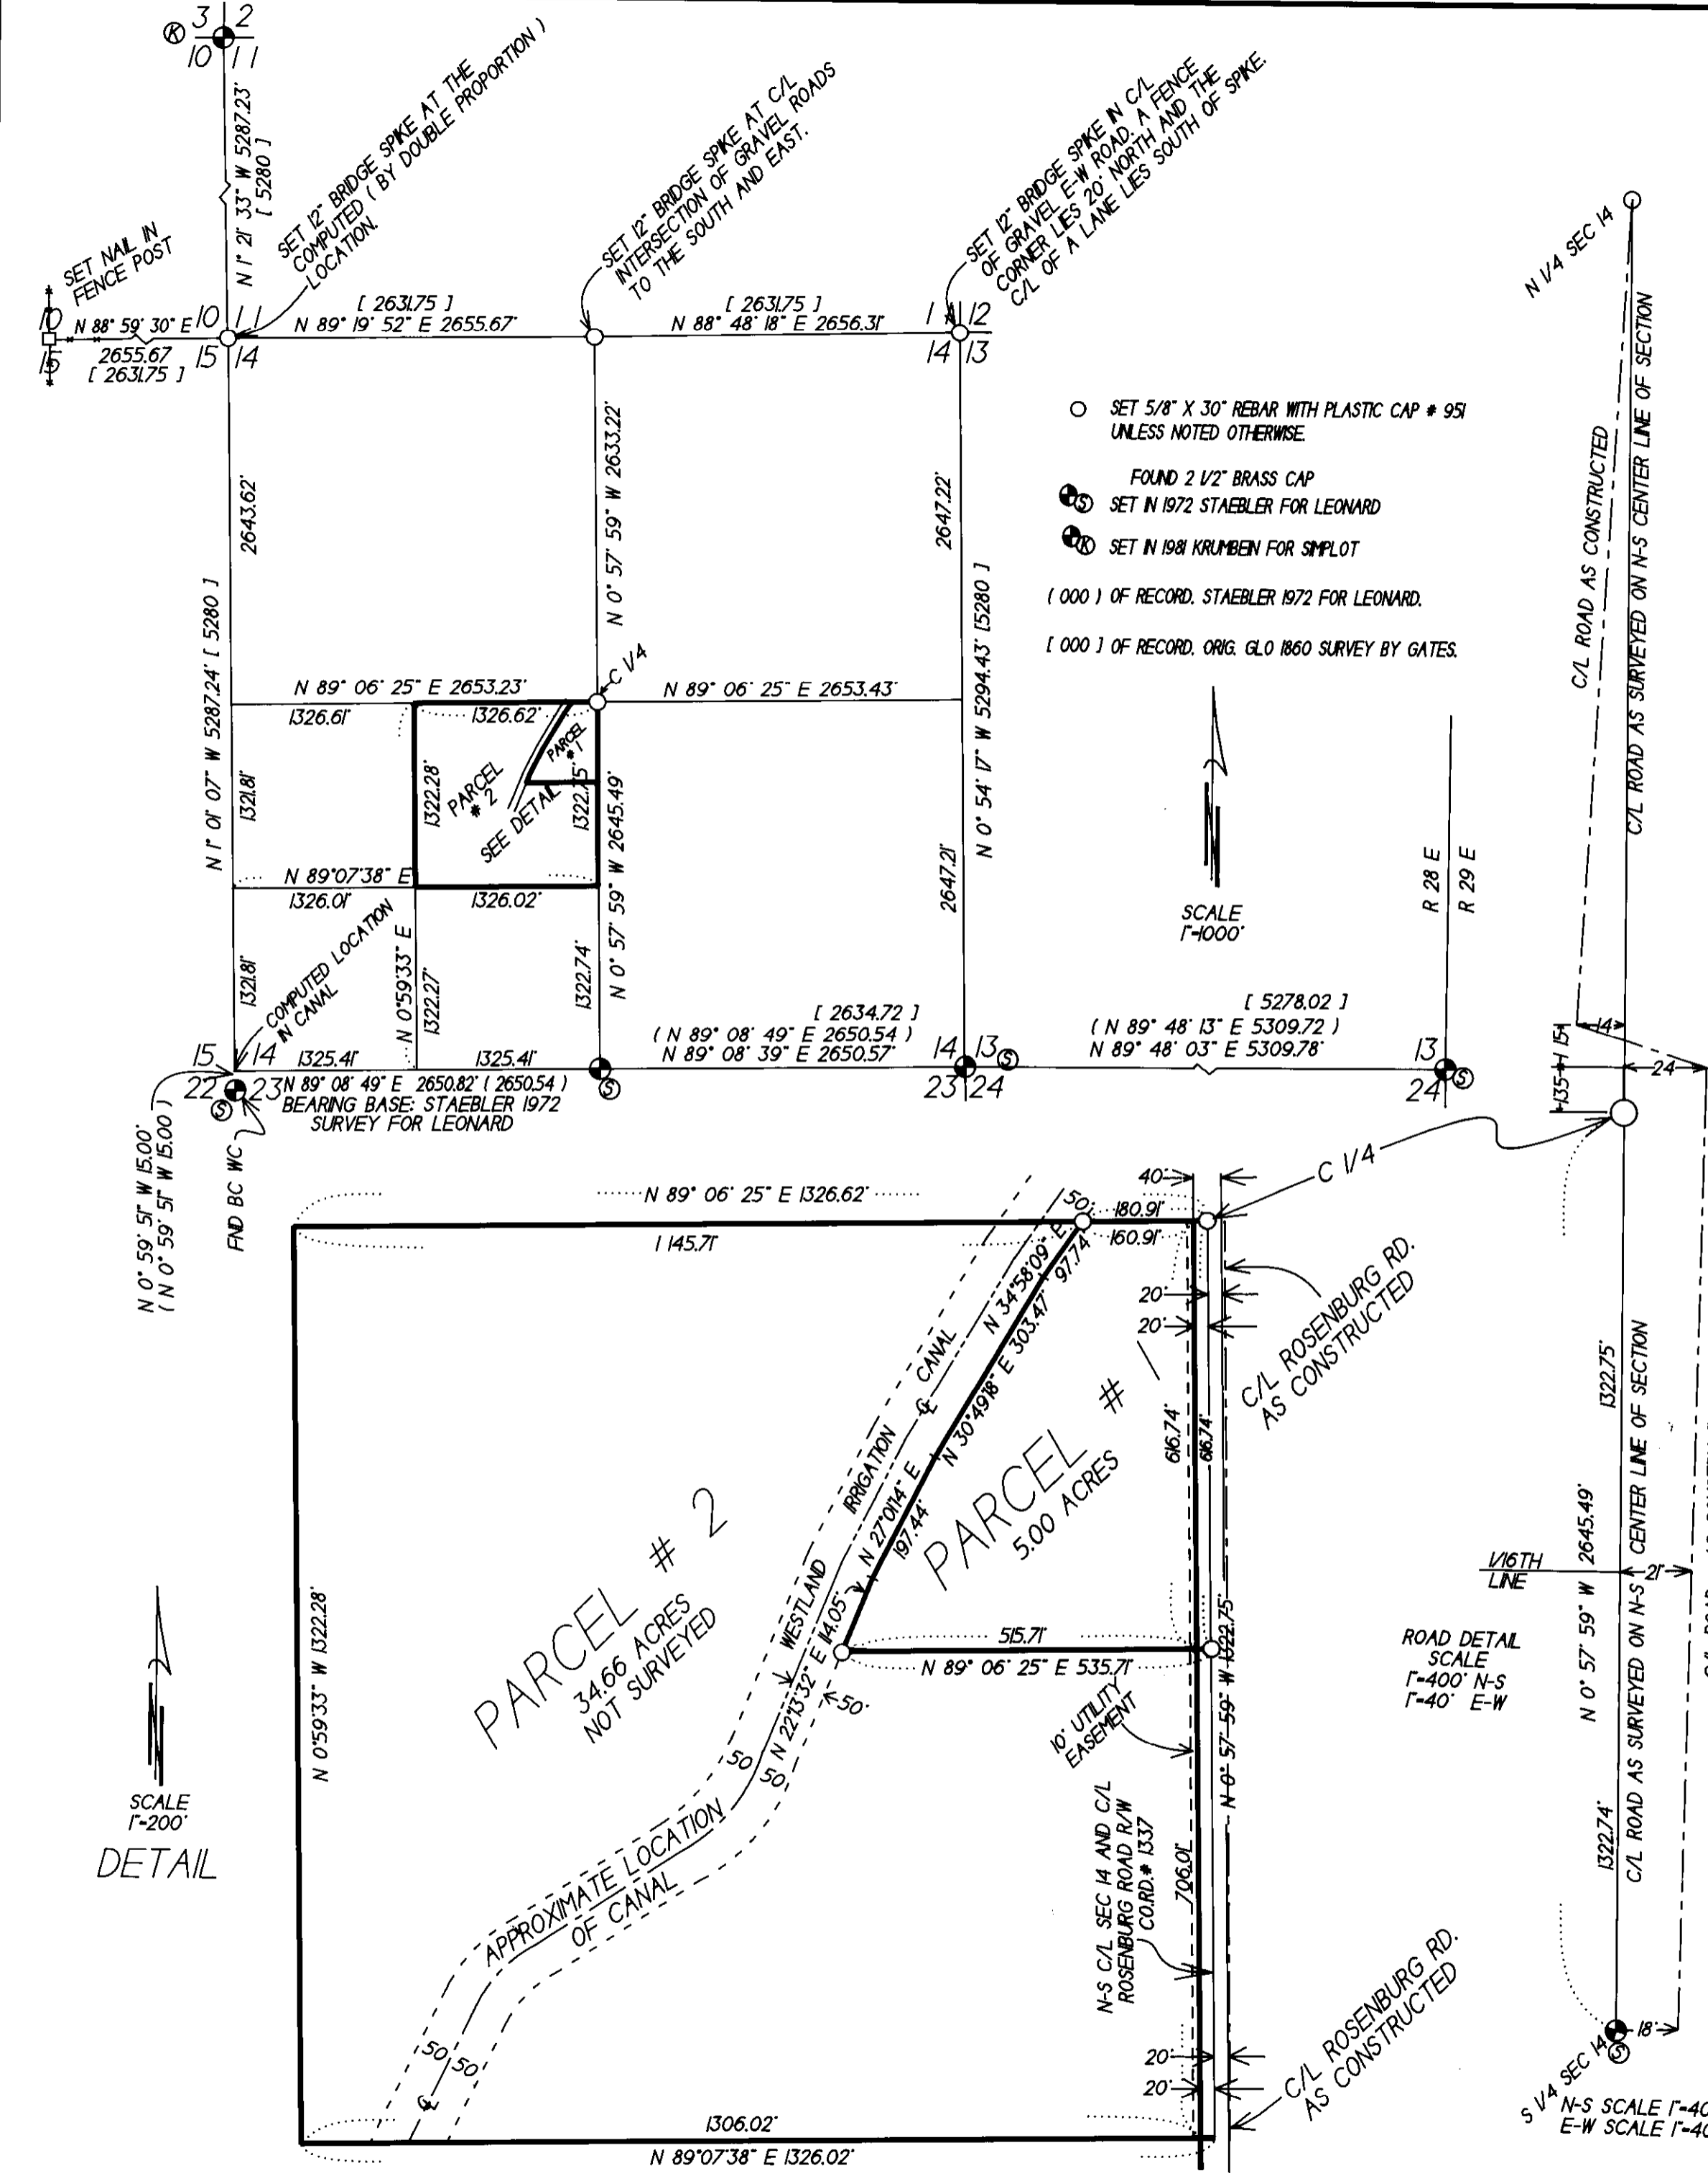 3 2
K
10 11
N 1° 21' 33" W 5287.23'
[ 5280 ]
SET 12" BRIDGE SPIKE AT THE
COMPUTED ( BY DOUBLE PROPORTION )
LOCATION.
SET 12" BRIDGE SPIKE AT C/L
INTERSECTION OF GRAVEL ROADS
TO THE SOUTH AND EAST.
SET 12" BRIDGE SPIKE IN C/L
OF GRAVEL E-W ROAD. A FENCE
CORNER LIES 20' NORTH AND THE
C/L OF A LANE LIES SOUTH OF SPIKE.
SET NAIL IN
FENCE POST
10
15
N 88° 59' 30" E
2655.67
[ 2631.75 ]
10 11
15 14
[ 2631.75 ]
N 89° 19' 52" E 2655.67'
[ 2631.75 ]
N 88° 48' 18" E 2656.31'
11 12
14 13
2643.62'
N 0° 57' 59" W 2633.22'
2647.22'
N 1° 01' 07" W 5287.24' [ 5280 ]
N 0° 54' 17" W 5294.43' [5280 ]
SET 5/8" X 30" REBAR WITH PLASTIC CAP # 951
UNLESS NOTED OTHERWISE.
FOUND 2 1/2" BRASS CAP
S SET IN 1972 STAEBLER FOR LEONARD
K SET IN 1981 KRUMBEIN FOR SIMPLOT
( 000 ) OF RECORD. STAEBLER 1972 FOR LEONARD.
[ 000 ] OF RECORD. ORIG. GLO 1860 SURVEY BY GATES.
N 89° 06' 25" E 2653.23'
C 1/4
N 89° 06' 25" E 2653.43'
1326.61'
1326.62'
PARCEL
# 1
PARCEL
# 2
SEE DETAIL
1321.81'
1322.28'
1322.75'
N 0° 57' 59" W 2645.49'
2647.21'
N 89°07'38" E
1326.01'
1326.02'
1321.81'
COMPUTED LOCATION
IN CANAL
N 0°59'33" E
1322.27'
1322.74'
SCALE
1"=1000'
R 28 E
R 29 E
[ 2634.72 ]
( N 89° 08' 49" E 2650.54 )
N 89° 08' 39" E 2650.57'
[ 5278.02 ]
( N 89° 48' 13" E 5309.72 )
N 89° 48' 03" E 5309.78'
15 14
22 23
S
1325.41'
1325.41'
N 89° 08' 49" E 2650.82' ( 2650.54 )
BEARING BASE: STAEBLER 1972
SURVEY FOR LEONARD
S
14 13 S
23 24
13
24 S
N 0° 59' 51" W 15.00'
( N 0° 59' 51" W 15.00 )
FND BC WC
N 1/4 SEC 14
C/L ROAD AS CONSTRUCTED
C/L ROAD AS SURVEYED ON N-S CENTER LINE OF SECTION
14
135
15
24
C 1/4
1322.75'
N 0° 57' 59" W 2645.49'
1/16TH
LINE
21'
ROAD DETAIL
SCALE
1"=400' N-S
1"=40' E-W
1322.74'
C/L ROAD AS SURVEYED ON N-S CENTER LINE OF SECTION
18'
S 1/4 SEC 14
S
N-S SCALE 1"=40
E-W SCALE 1"=40
N 89° 06' 25" E 1326.62'
1145.71'
50'
180.91'
160.91'
40'
20'
20'
C/L ROSENBURG RD.
AS CONSTRUCTED
N 34°58'09" E
97.74'
N 30°49'18" E 303.47'
N 27°01'14" E
197.44'
N 22°13'32" E 114.05'
WESTLAND IRRIGATION CANAL
PARCEL # 1
5.00 ACRES
616.74'
616.74'
515.71'
N 89° 06' 25" E 535.71'
50'
PARCEL # 2
34.66 ACRES
NOT SURVEYED
50
50
APPROXIMATE LOCATION
OF CANAL
50
50
N 0°59'33" W 1322.28'
SCALE
1"=200'
DETAIL
10' UTILITY
EASEMENT
N 0° 57' 59" W 1322.75'
N-S C/L SEC 14 AND C/L
ROSENBURG ROAD R/W
CO.RD.# 1337
706.01'
20'
20'
C/L ROSENBURG RD.
AS CONSTRUCTED
1306.02'
N 89°07'38" E 1326.02'